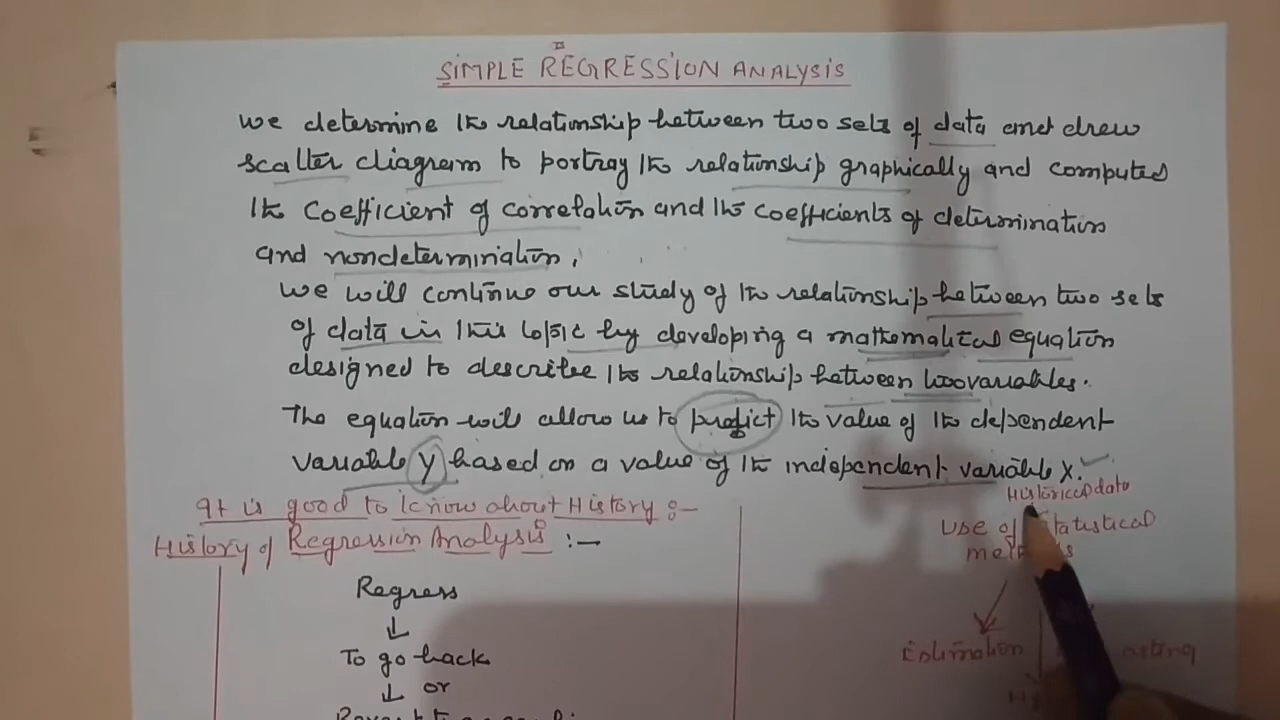 SIMPLE REGRESSION ANALYSIS
we determine the relationship between two sets of data and drew
scatter diagram to portray the relationship graphically and computed
the coefficient of correlation and the coefficients of determination
and nondetermination.
we will continue our study of the relationship between two sets
of data in this topic by developing a mathematical equation
designed to describe the relationship between two variables.
The equation will allow us to predict the value of the dependent
variable y based on a value of the independent variable x.
It is good to know about History :-
History of Regression Analysis :-
Historical data
Use of statistical
Regress
↓
To go back
↓ or
Estimation